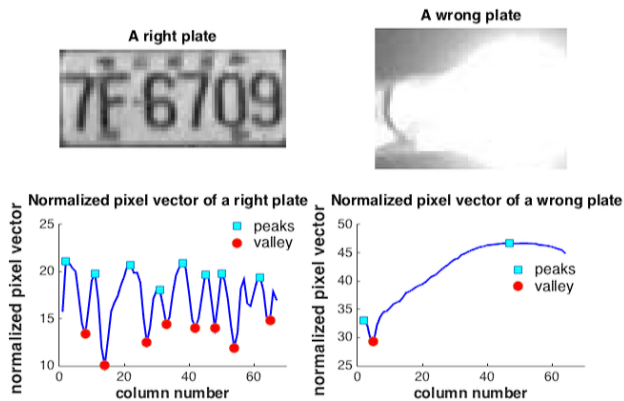 A right plate
7E-6709
A wrong plate
Normalized pixel vector of a right plate
normalized pixel vector
25
20
15
10
0
20
40
60
peaks
valley
column number
Normalized pixel vector of a wrong plate
normalized pixel vector
50
45
40
35
30
25
0
20
40
60
peaks
valley
column number